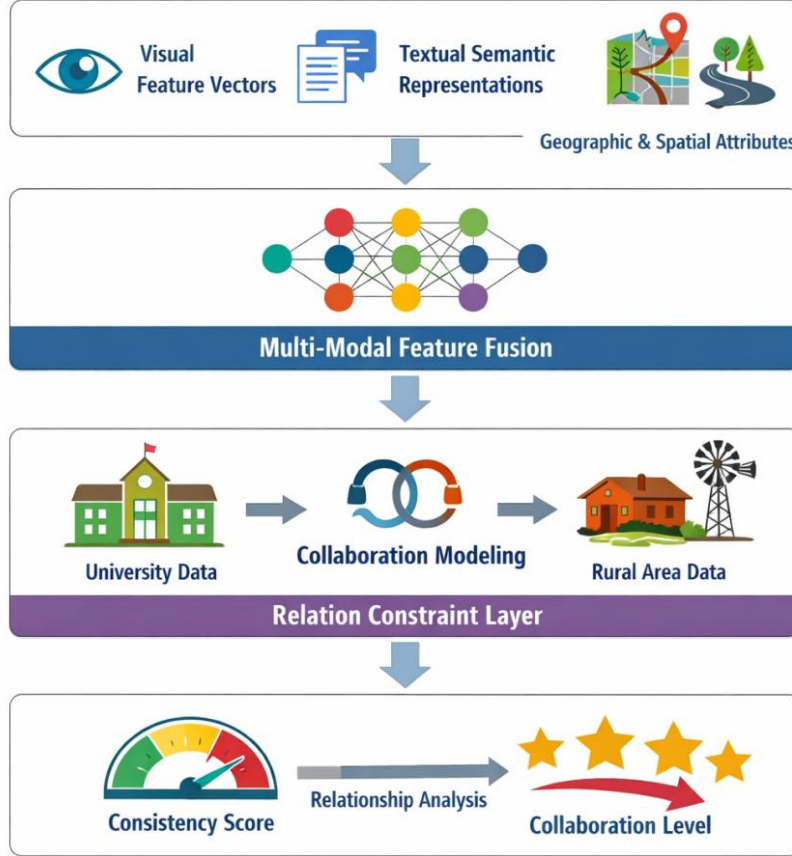 Visual
Feature Vectors
Textual Semantic
Representations
Geographic & Spatial Attributes
Multi-Modal Feature Fusion
University Data
Collaboration Modeling
Rural Area Data
Relation Constraint Layer
Consistency Score
Relationship Analysis
Collaboration Level